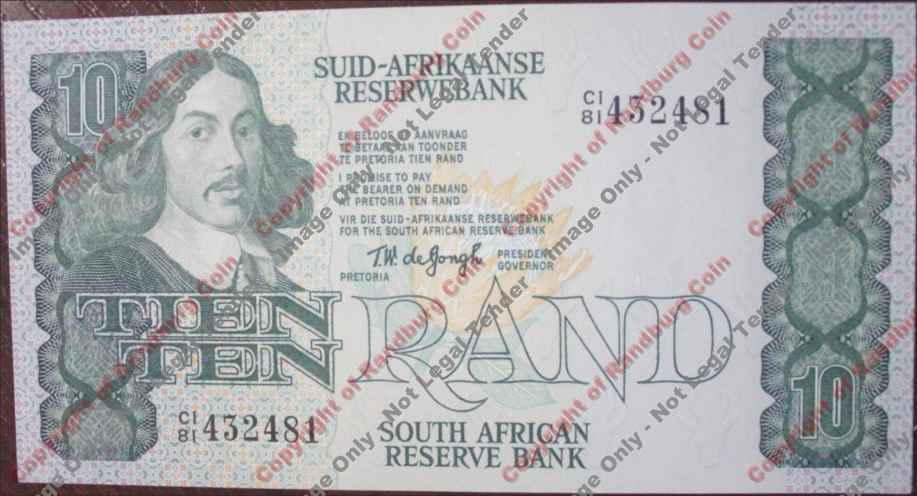 10
SUID-AFRIKAANSE
RESERWEBANK
C1
81 432481
EK BELOOF OP AANVRAAG
TE BETAAL AAN TOONDER
TE PRETORIA TIEN RAND
I PROMISE TO PAY
THE BEARER ON DEMAND
AT PRETORIA TEN RAND
VIR DIE SUID-AFRIKAANSE RESERWEBANK
FOR THE SOUTH AFRICAN RESERVE BANK
T.W. de Jongh
PRESIDENT
GOVERNOR
PRETORIA
TIEN
TEN
RAND
10
C1
81 432481
SOUTH AFRICAN
RESERVE BANK
Copyright of Randburg Coin
Image Only - Not Legal Tender